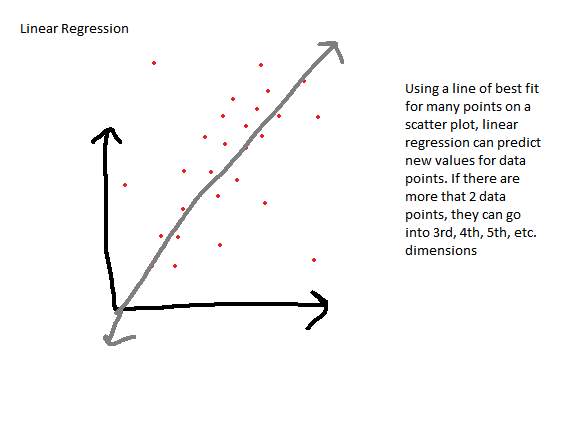 Linear Regression
Using a line of best fit
for many points on a
scatter plot, linear
regression can predict
new values for data
points. If there are
more that 2 data
points, they can go
into 3rd, 4th, 5th, etc.
dimensions